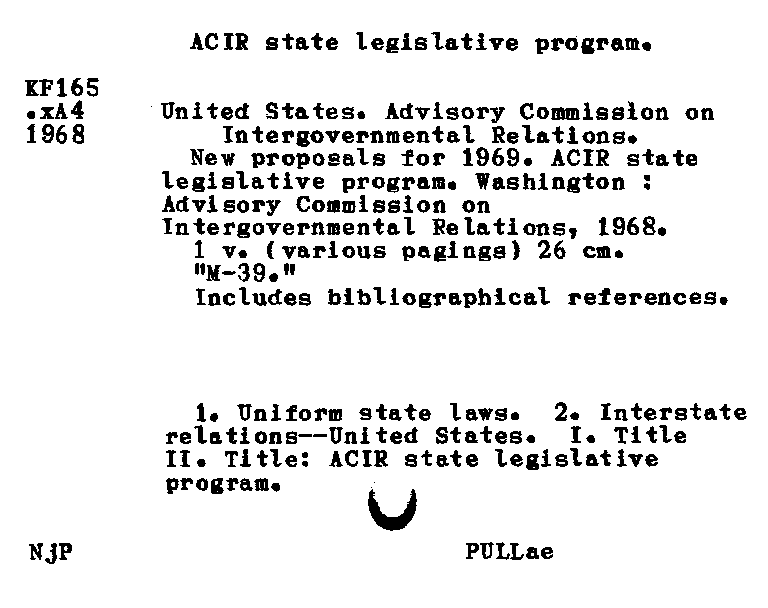 ACIR state legislative program.
KF165
.xA4 United States. Advisory Commission on
1968 Intergovernmental Relations.
New proposals for 1969. ACIR state
legislative program. Washington :
Advisory Commission on
Intergovernmental Relations, 1968.
1 v. (various pagings) 26 cm.
"M-39."
Includes bibliographical references.
1. Uniform state laws. 2. Interstate
relations--United States. I. Title
II. Title: ACIR state legislative
program.
NjP PULLae